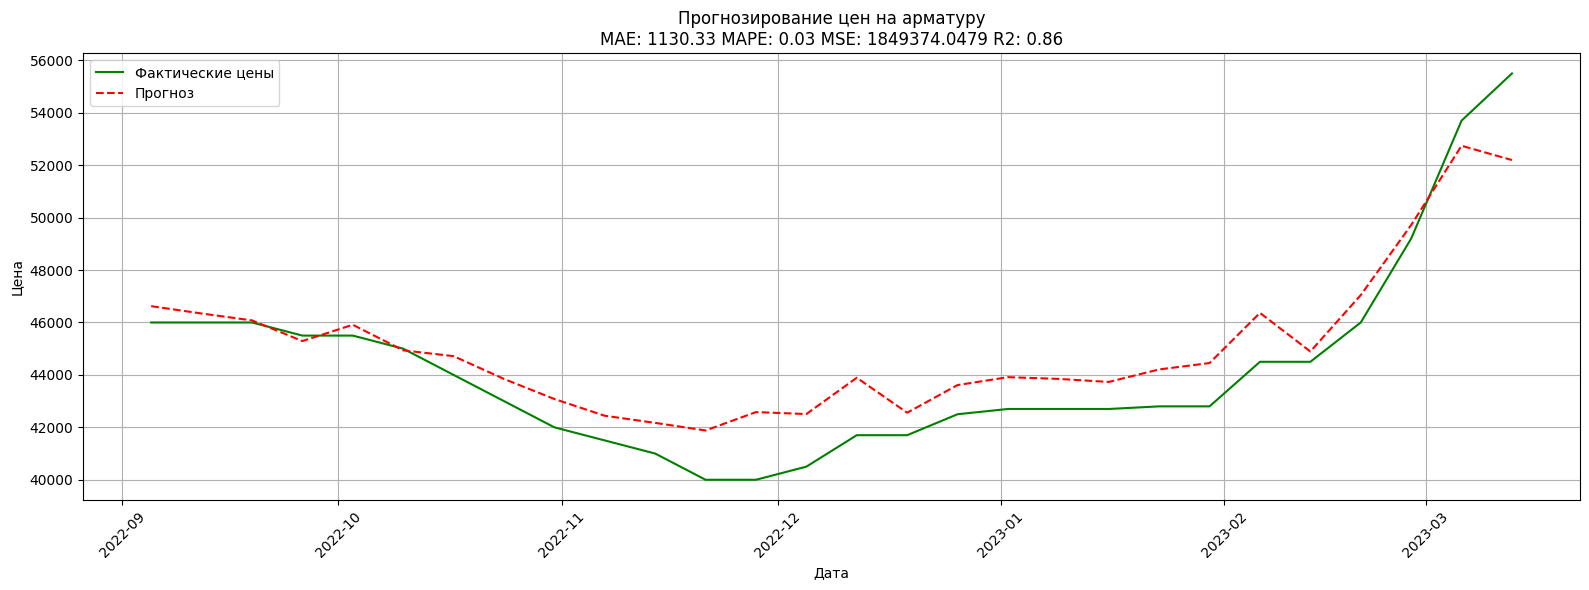 Прогнозирование цен на арматуру
MAE: 1130.33 MAPE: 0.03 MSE: 1849374.0479 R2: 0.86
Фактические цены
Прогноз
Цена
56000
54000
52000
50000
48000
46000
44000
42000
40000
2022-09
2022-10
2022-11
2022-12
2023-01
2023-02
2023-03
Дата